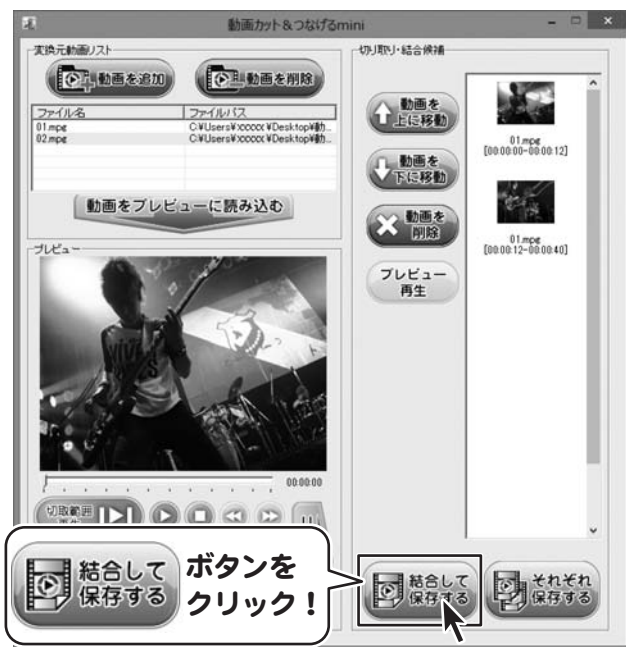 動画カット＆つなげるmini
変換元動画リスト
動画を追加
動画を削除
ファイル名 ファイルパス
01.mpg C:¥Users¥xxxxx¥Desktop¥動...
02.mpg C:¥Users¥xxxxx¥Desktop¥動...
動画をプレビューに読み込む
プレビュー
00:00:00
切取範囲
結合して
保存する
ボタンを
クリック！
切り取り・結合候補
動画を
上に移動
動画を
下に移動
動画を
削除
プレビュー
再生
01.mpg
[00:00:00-00:00:12]
01.mpg
[00:00:12-00:00:40]
結合して
保存する
それぞれ
保存する